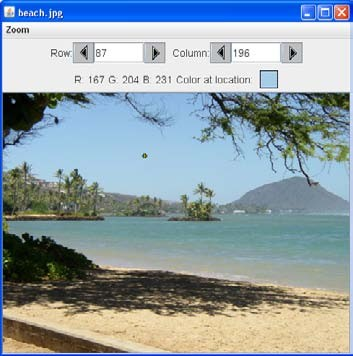 beach.jpg
Zoom
Row: 87 Column: 196
R: 167 G: 204 B: 231 Color at location: